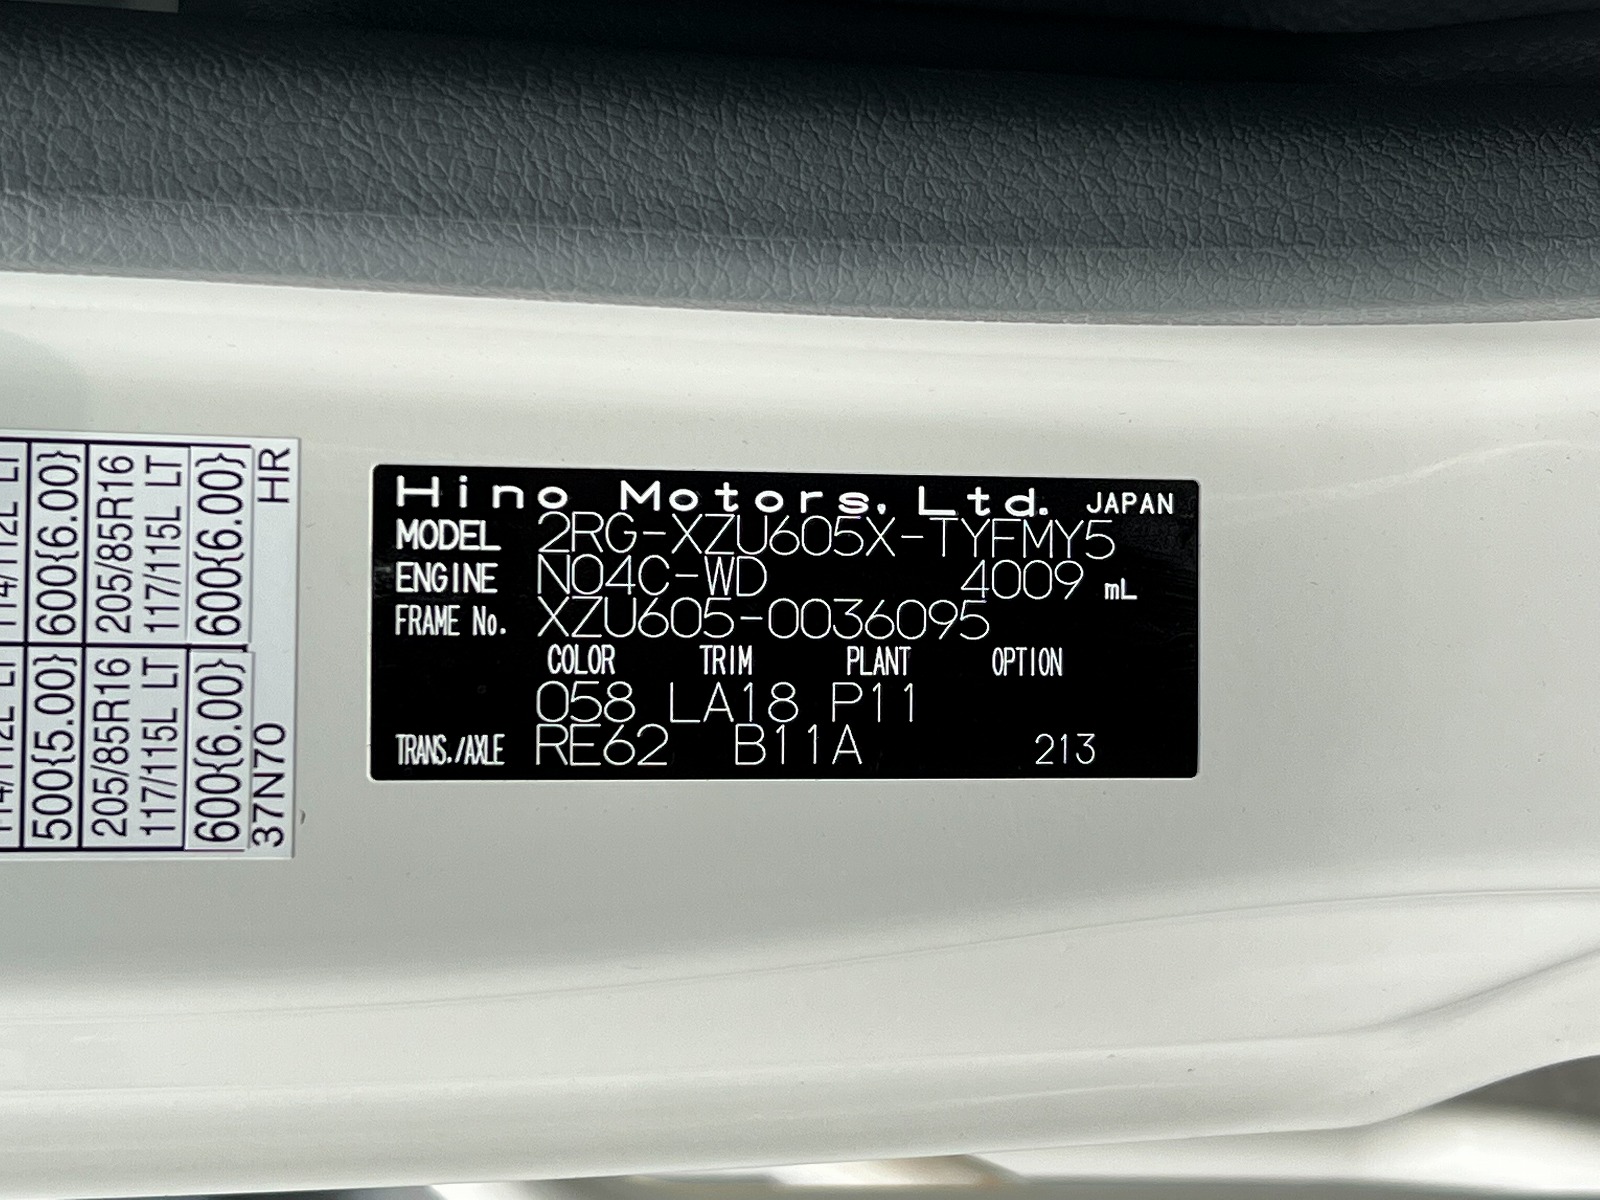 Hino Motors, Ltd. JAPAN
MODEL 2RG-XZU605X-TYFMY5
ENGINE N04C-WD 4009 mL
FRAME No. XZU605-0036095
COLOR TRIM PLANT OPTION
058 LA18 P11
TRANS./AXLE RE62 B11A 213
500{5.00} 600{6.00}
205/85R16 205/85R16
117/115L LT 117/115L LT
600{6.00} 600{6.00}
37N70 HR